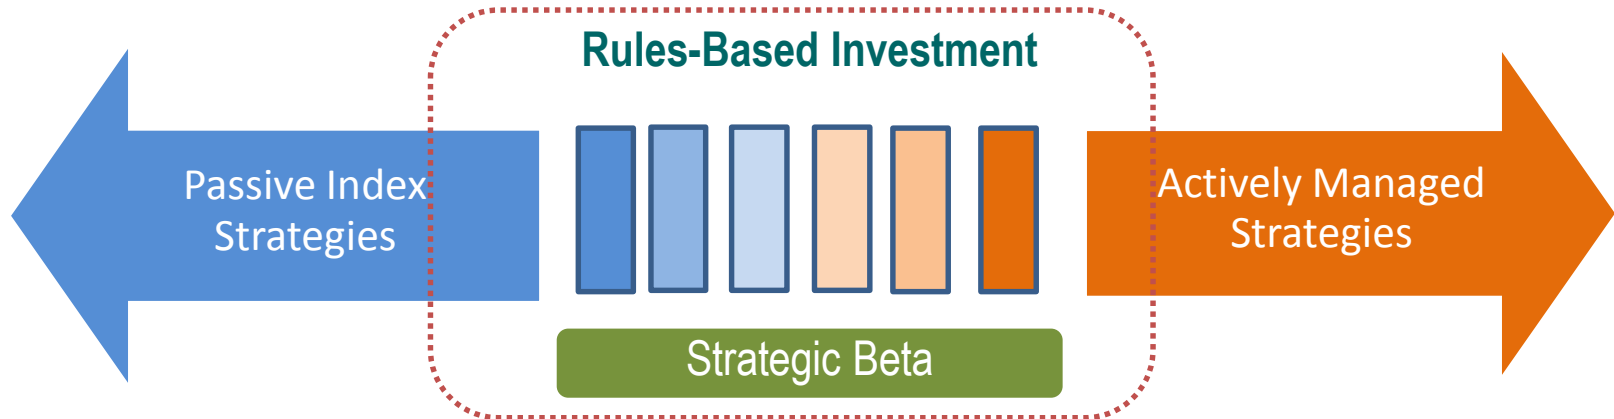 Rules-Based Investment
Passive Index
Strategies
Actively Managed
Strategies
Strategic Beta